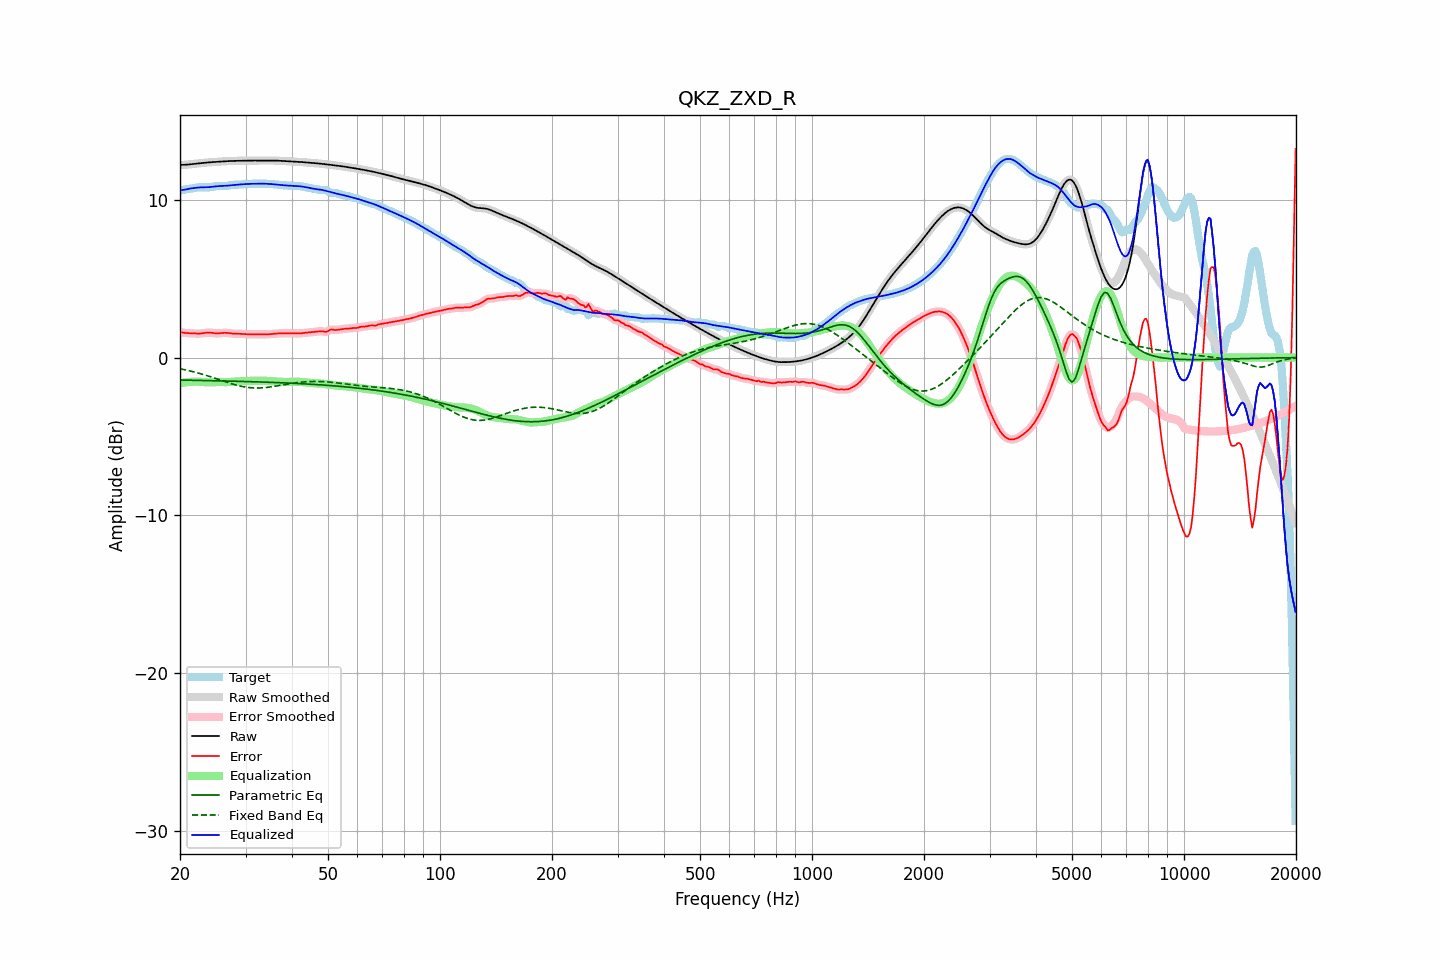 QKZ_ZXD_R
Amplitude (dBr)
10
0
−10
−20
−30
Target
Raw Smoothed
Error Smoothed
Raw
Error
Equalization
Parametric Eq
Fixed Band Eq
Equalized
20 50 100 200 500 1000 2000 5000 10000 20000
Frequency (Hz)